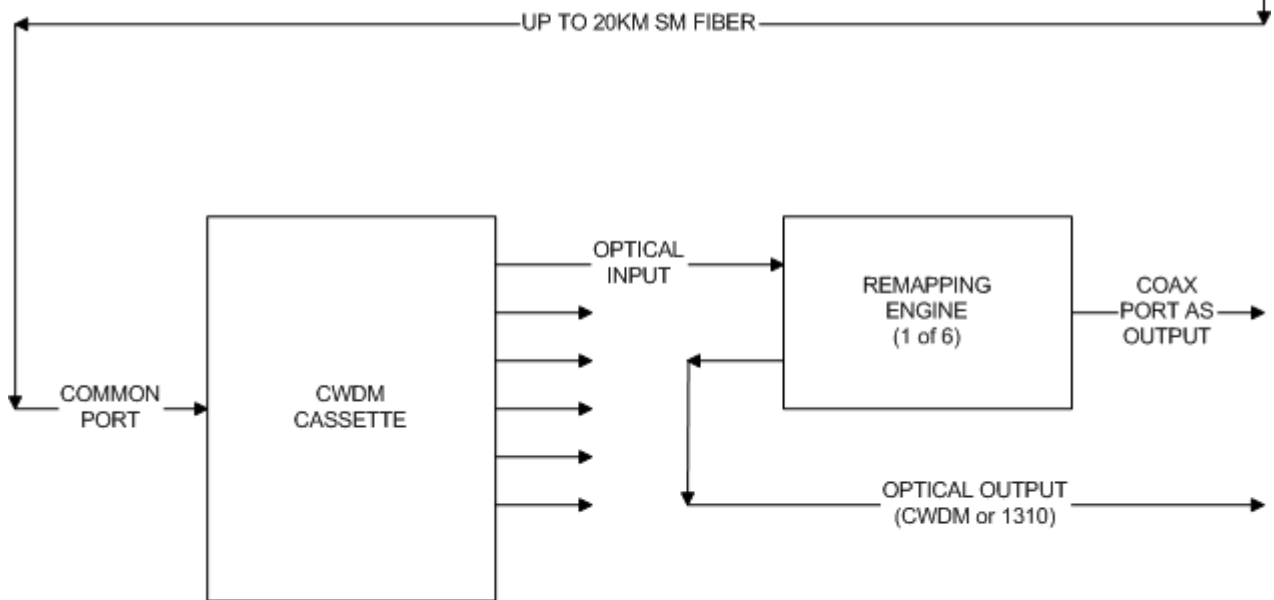 UP TO 20KM SM FIBER
OPTICAL
INPUT
REMAPPING
ENGINE
(1 of 6)
COAX
PORT AS
OUTPUT
COMMON
PORT
CWDM
CASSETTE
OPTICAL OUTPUT
(CWDM or 1310)